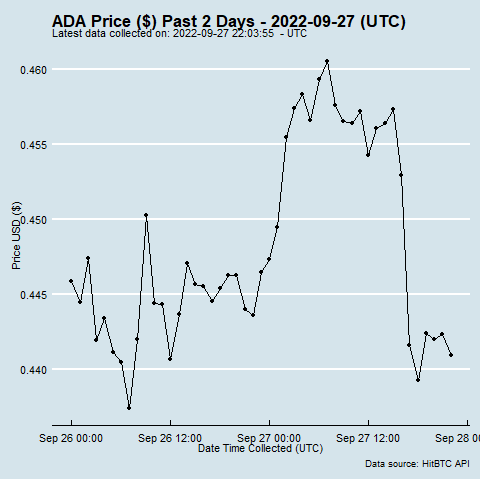 ADA Price ($) Past 2 Days - 2022-09-27 (UTC)
Latest data collected on: 2022-09-27 22:03:55 - UTC
0.460
0.455
0.450
0.445
0.440
Price USD ($)
Sep 26 00:00 Sep 26 12:00 Sep 27 00:00 Sep 27 12:00 Sep 28 00
Date Time Collected (UTC)
Data source: HitBTC API